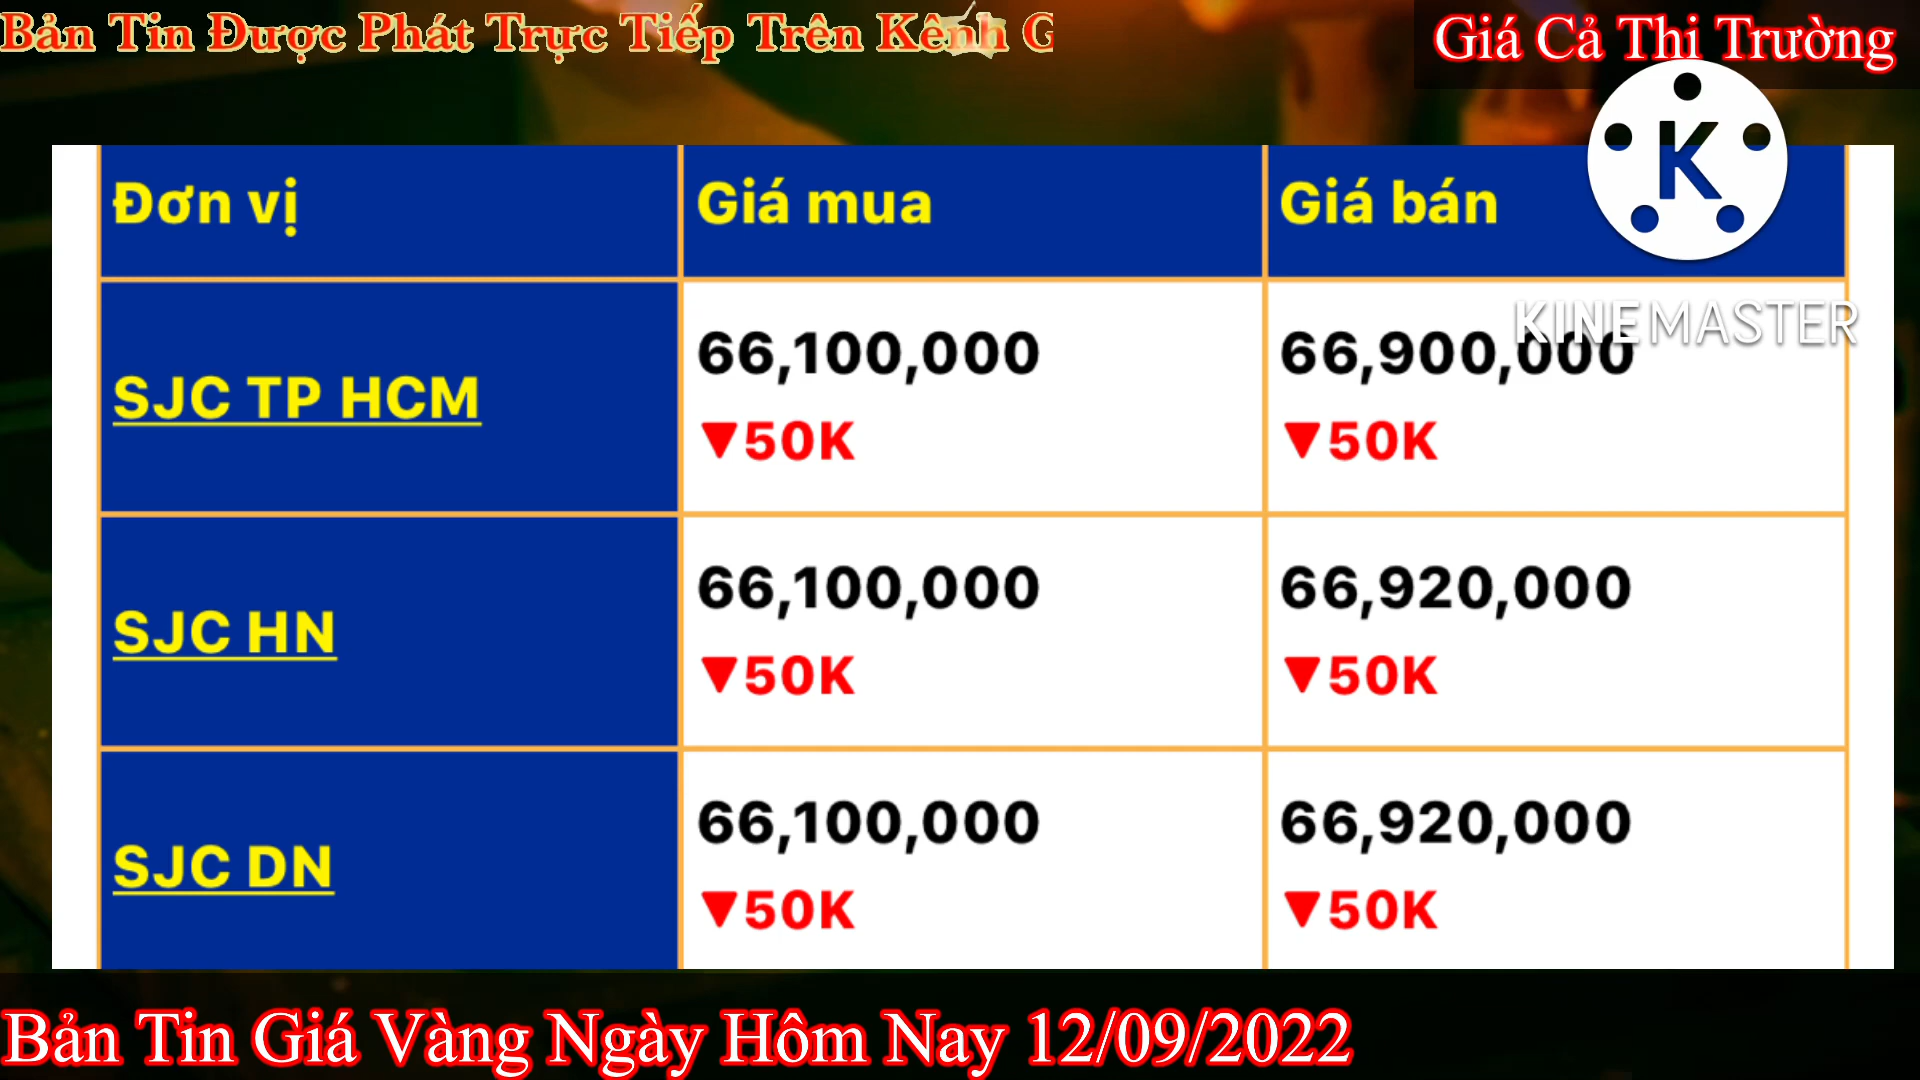 Bản Tin Được Phát Trực Tiếp Trên Kênh G
Giá Cả Thi Trường
K
KINEMASTER
Đơn vị Giá mua Giá bán
SJC TP HCM 66,100,000 66,900,000
▼50K ▼50K
SJC HN 66,100,000 66,920,000
▼50K ▼50K
SJC DN 66,100,000 66,920,000
▼50K ▼50K
Bản Tin Giá Vàng Ngày Hôm Nay 12/09/2022